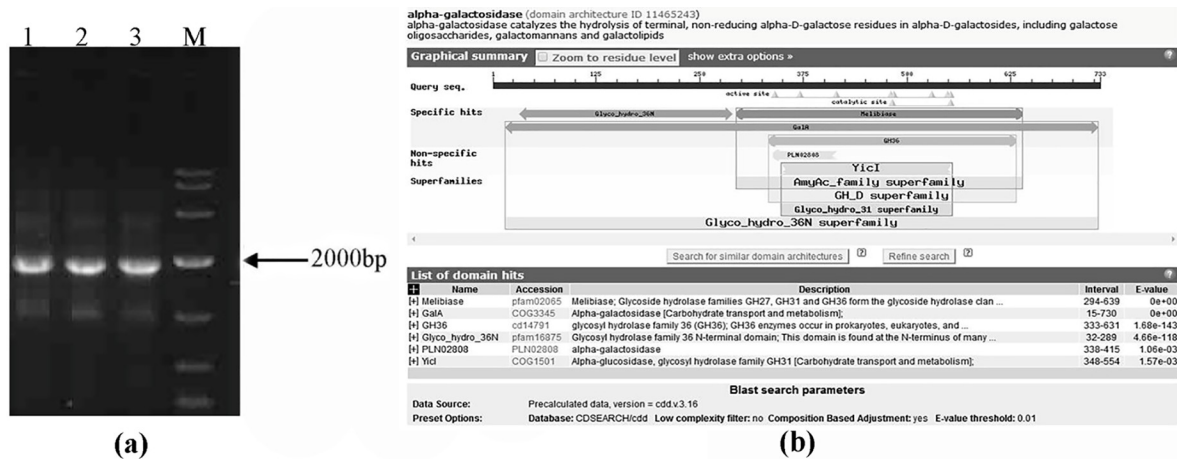 (a)
1 2 3 M
2000bp
alpha-galactosidase (domain architecture ID 11465243)
alpha-galactosidase catalyzes the hydrolysis of terminal, non-reducing alpha-D-galactose residues in alpha-D-galactosides, including galactose
oligosaccharides, galactomannans and galactolipids
Graphical summary Zoom to residue level show extra options »
1 125 250 375 500 625 733
Query seq.
active site
catalytic site
Specific hits Glyco_hydro_36N Melibiase
GalA
GH36
Non-specific
hits
PLN02808
YicI
Superfamilies AmyAc_family superfamily
GH_D superfamily
Glyco_hydro_31 superfamily
Glyco_hydro_36N superfamily
Search for similar domain architectures Refine search
List of domain hits
Name Accession Description Interval E-value
[+] Melibiase pfam02065 Melibiase; Glycoside hydrolase families GH27, GH31 and GH36 form the glycoside hydrolase clan ... 294-639 0e+00
[+] GalA COG3345 Alpha-galactosidase [Carbohydrate transport and metabolism]; 15-730 0e+00
[+] GH36 cd14791 glycosyl hydrolase family 36 (GH36); GH36 enzymes occur in prokaryotes, eukaryotes, and ... 333-631 1.68e-143
[+] Glyco_hydro_36N pfam16875 Glycosyl hydrolase family 36 N-terminal domain; This domain is found at the N-terminus of many ... 32-289 4.66e-118
[+] PLN02808 PLN02808 alpha-galactosidase 338-415 1.06e-03
[+] YicI COG1501 Alpha-glucosidase, glycosyl hydrolase family GH31 [Carbohydrate transport and metabolism]; 348-554 1.57e-03
Blast search parameters
Data Source: Precalculated data, version = cdd.v.3.16
Preset Options: Database: CDSEARCH/cdd Low complexity filter: no Composition Based Adjustment: yes E-value threshold: 0.01
(a)
(b)